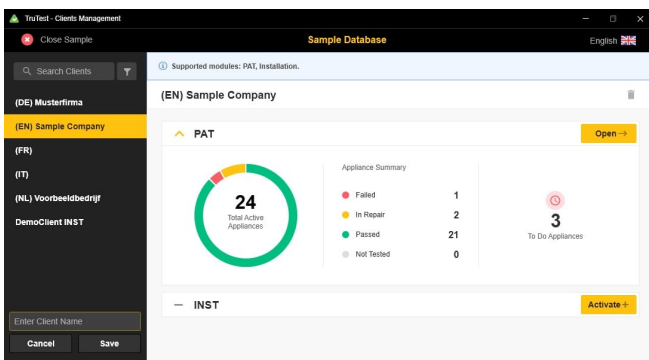 TruTest - Clients Management
Close Sample
Sample Database
English
Search Clients
Supported modules: PAT, Installation.
(DE) Musterfirma
(EN) Sample Company
(FR)
(IT)
(NL) Voorbeeldbedrijf
DemoClient INST
Enter Client Name
Cancel Save
(EN) Sample Company
PAT
Open→
24
Total Active
Appliances
Appliance Summary
Failed 1
In Repair 2
Passed 21
Not Tested 0
3
To Do Appliances
INST
Activate+